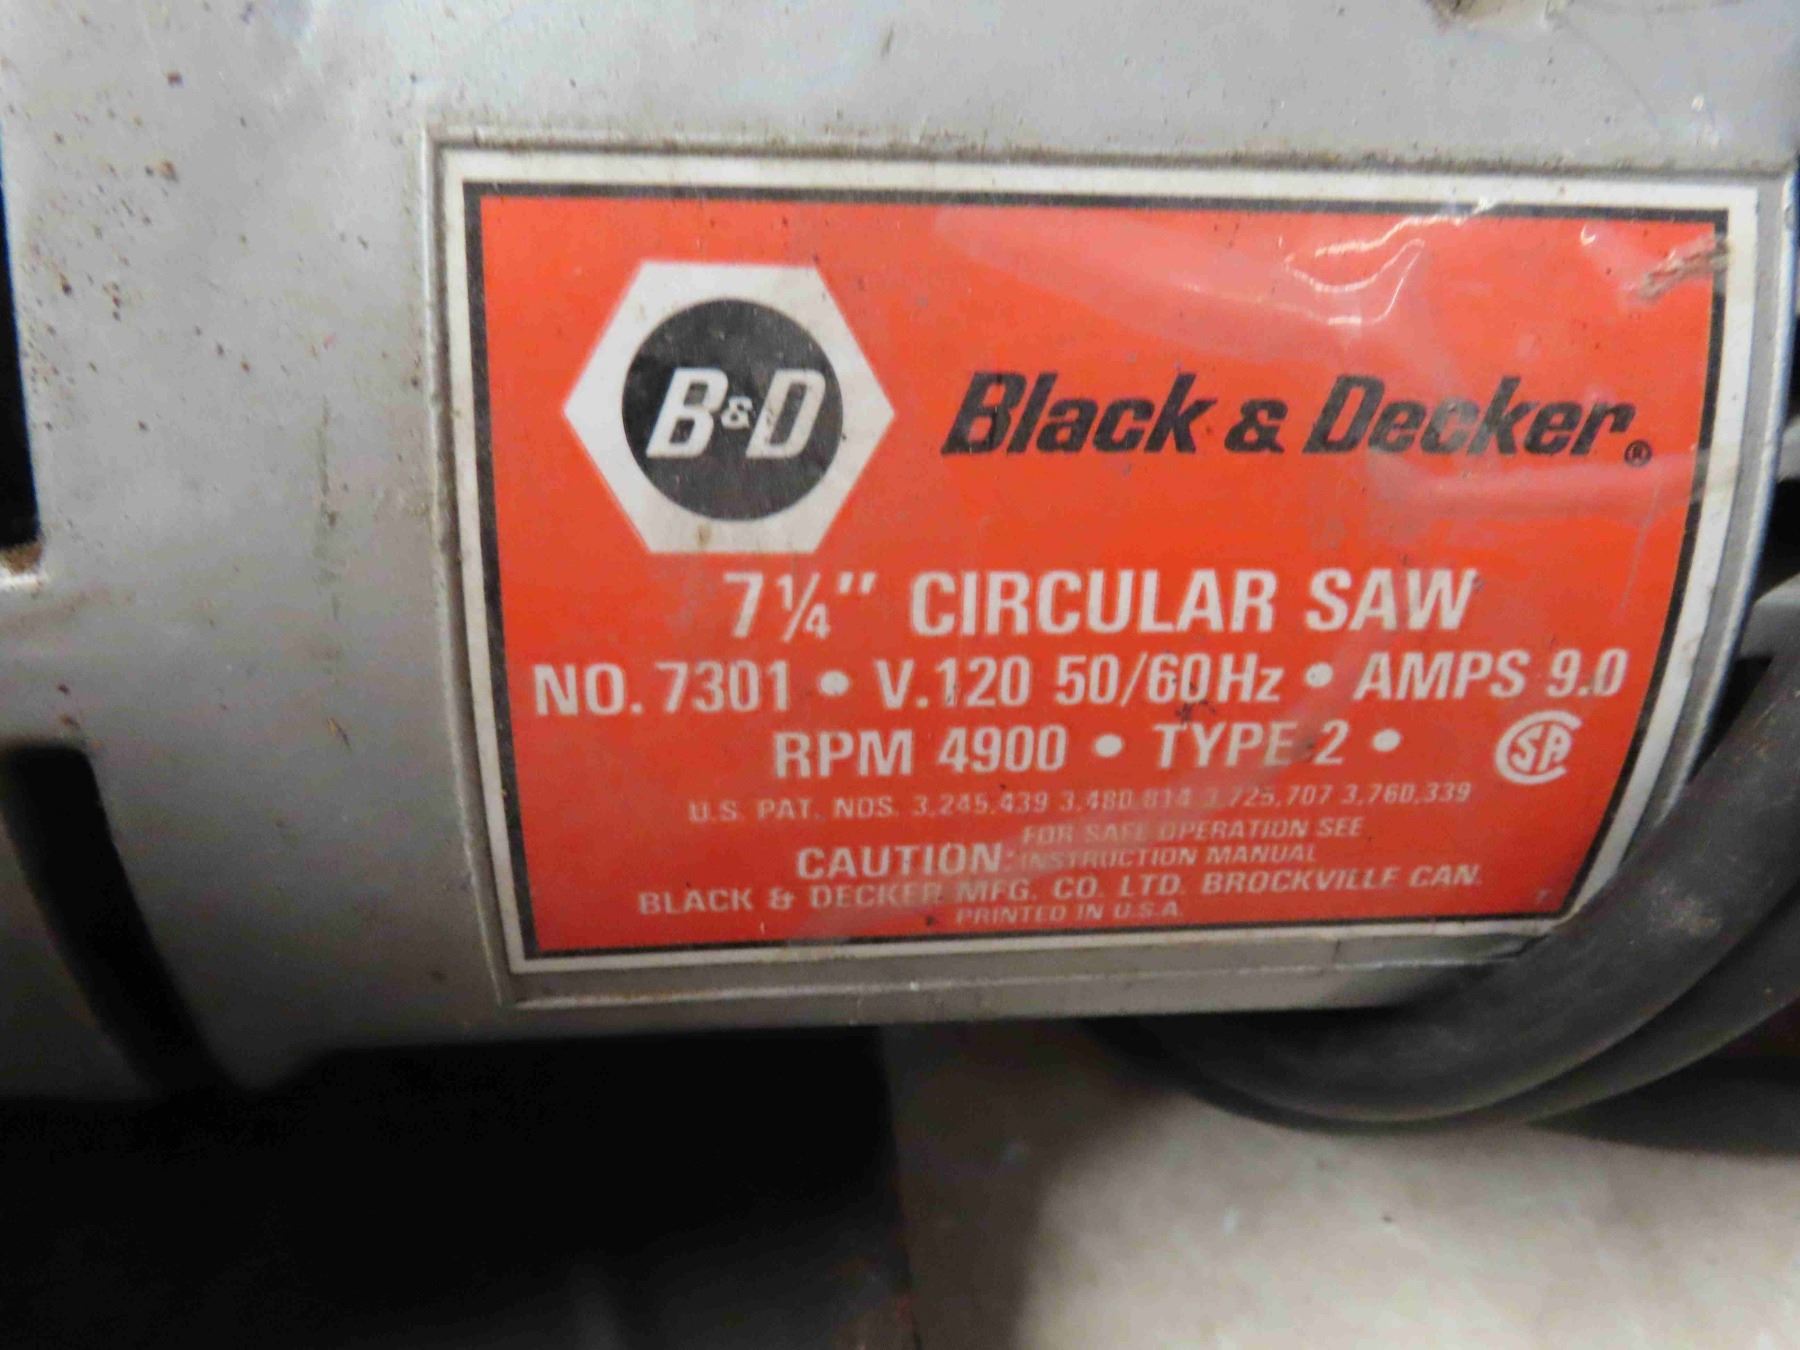 B&D
Black & Decker®
7¼" CIRCULAR SAW
NO. 7301 • V.120 50/60Hz • AMPS 9.0
RPM 4900 • TYPE 2 •
U.S. PAT. NOS. 3,245,439 3,480,814 3,725,707 3,760,339
FOR SAFE OPERATION SEE
CAUTION: INSTRUCTION MANUAL
BLACK & DECKER MFG. CO. LTD. BROCKVILLE CAN.
PRINTED IN U.S.A.